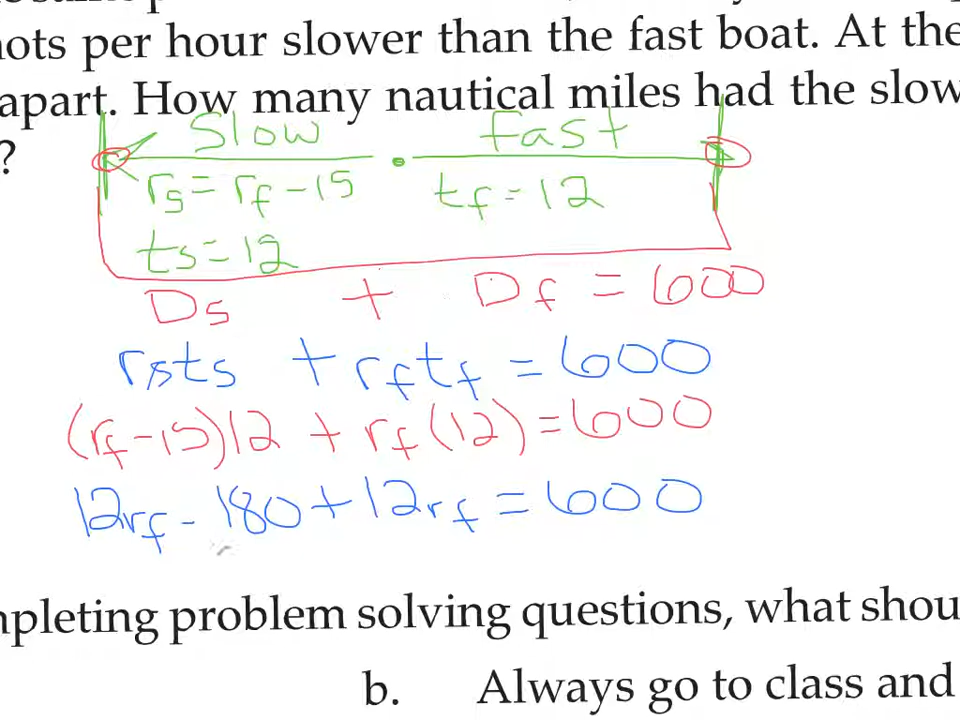 ots per hour slower than the fast boat. At the
apart. How many nautical miles had the slow
?
Slow Fast
rs = rf - 15 tf = 12
ts = 12
Ds + Df = 600
rsts + rftf = 600
(rf - 15)12 + rf(12) = 600
12rf - 180 + 12rf = 600
mpleting problem solving questions, what shou
b. Always go to class and